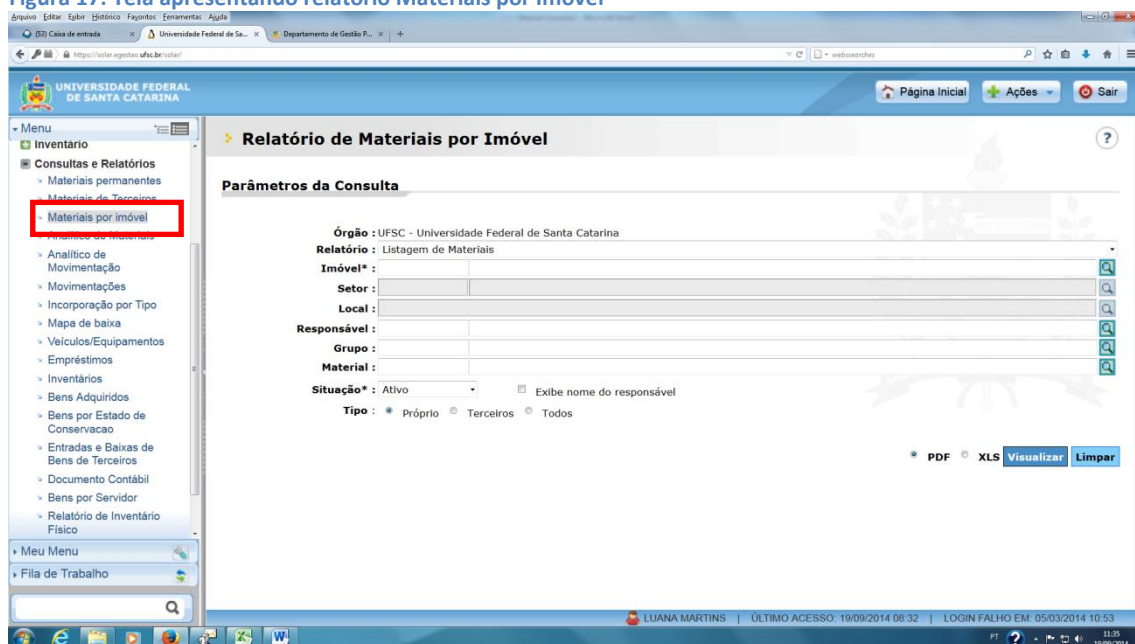 Figura 17: Tela apresentando relatório Materiais por imóvel
Arquivo Editar Exibir Histórico Favoritos Ferramentas Ajuda
(53) Caixa de entrada × Universidade Federal de Sa... × Departamento de Gestão P... × +
https://solar.egestao.ufsc.br/solar/
websearches
UNIVERSIDADE FEDERAL
DE SANTA CATARINA
Página Inicial
Ações
Sair
Menu
Inventário
Consultas e Relatórios
Materiais permanentes
Materiais de Terceiros
Materiais por imóvel
Analítico de Materiais
Analítico de
Movimentação
Movimentações
Incorporação por Tipo
Mapa de baixa
Veículos/Equipamentos
Empréstimos
Inventários
Bens Adquiridos
Bens por Estado de
Conservacao
Entradas e Baixas de
Bens de Terceiros
Documento Contábil
Bens por Servidor
Relatório de Inventário
Físico
Meu Menu
Fila de Trabalho
Relatório de Materiais por Imóvel
?
Parâmetros da Consulta
Órgão : UFSC - Universidade Federal de Santa Catarina
Relatório : Listagem de Materiais
Imóvel* :
Setor :
Local :
Responsável :
Grupo :
Material :
Situação* : Ativo Exibe nome do responsável
Tipo : Próprio Terceiros Todos
PDF XLS Visualizar Limpar
LUANA MARTINS | ÚLTIMO ACESSO: 19/09/2014 08:32 | LOGIN FALHO EM: 05/03/2014 10:53
PT 11:35
19/09/2014